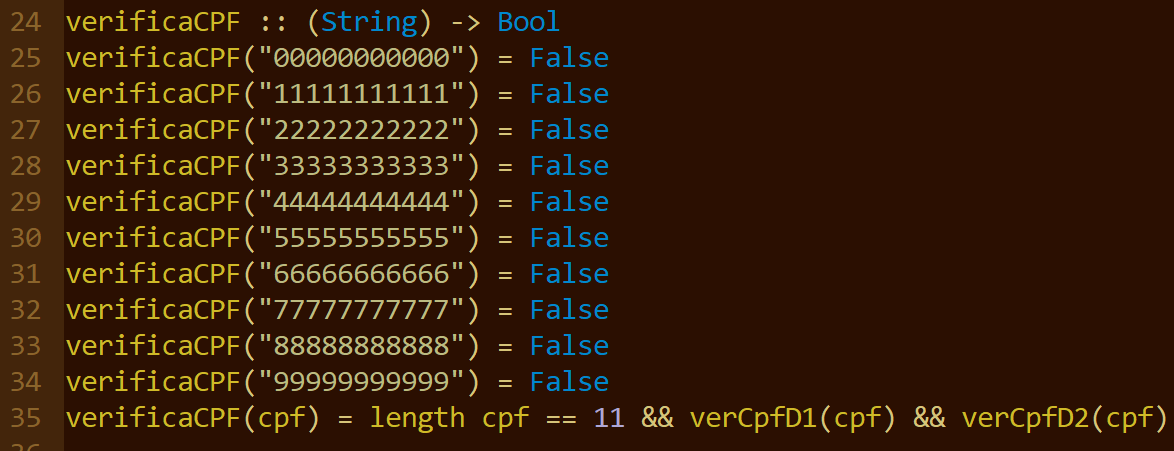 24 verificaCPF :: (String) -> Bool
25 verificaCPF("00000000000") = False
26 verificaCPF("11111111111") = False
27 verificaCPF("22222222222") = False
28 verificaCPF("33333333333") = False
29 verificaCPF("44444444444") = False
30 verificaCPF("55555555555") = False
31 verificaCPF("66666666666") = False
32 verificaCPF("77777777777") = False
33 verificaCPF("88888888888") = False
34 verificaCPF("99999999999") = False
35 verificaCPF(cpf) = length cpf == 11 && verCpfD1(cpf) && verCpfD2(cpf)